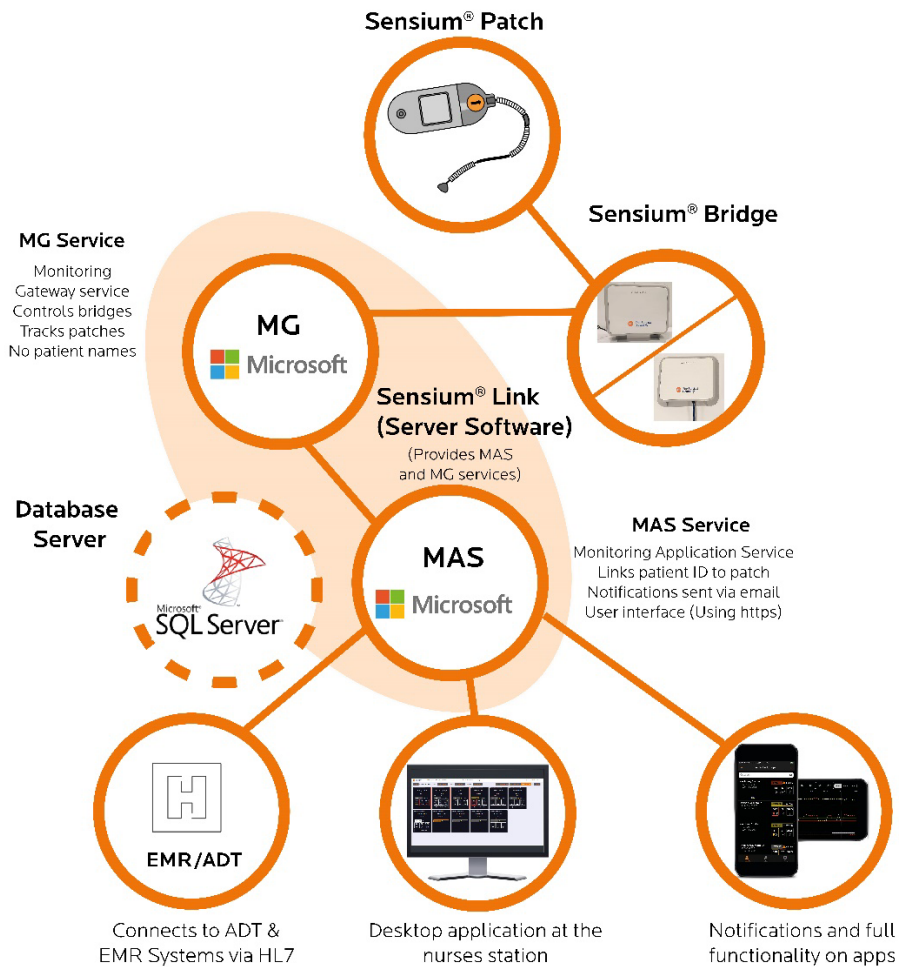 Sensium® Patch
Sensium® Bridge
MG Service
Monitoring
Gateway service
Controls bridges
Tracks patches
No patient names
MG
Microsoft
Sensium® Link
(Server Software)
(Provides MAS
and MG services)
Database
Server
Microsoft®
SQL Server
MAS
Microsoft
MAS Service
Monitoring Application Service
Links patient ID to patch
Notifications sent via email
User interface (Using https)
EMR/ADT
Connects to ADT &
EMR Systems via HL7
Desktop application at the
nurses station
Notifications and full
functionality on apps